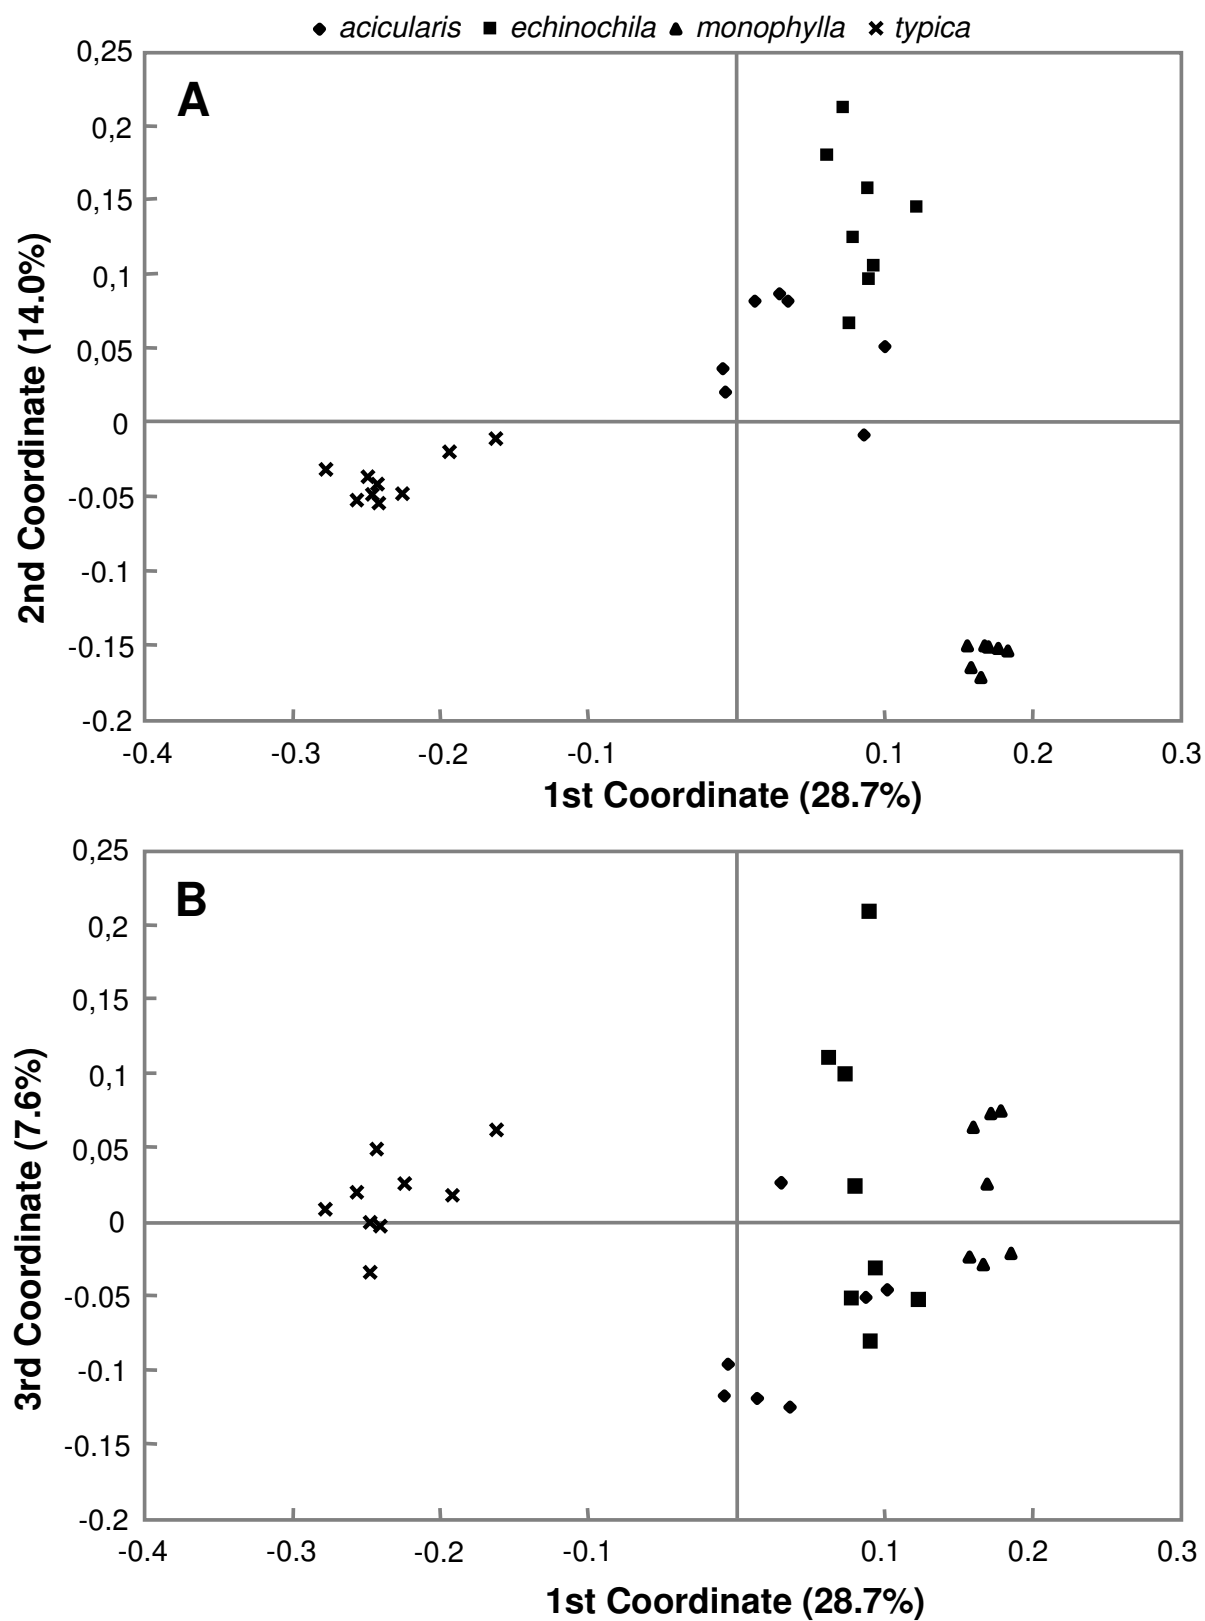 acicularis echinochila monophylla typica
A
0,25
0,2
0,15
0,1
0,05
0
-0.05
-0.1
-0.15
-0.2
2nd Coordinate (14.0%)
-0.4 -0.3 -0.2 -0.1 0.1 0.2 0.3
1st Coordinate (28.7%)
B
0,25
0,2
0,15
0,1
0,05
0
-0.05
-0.1
-0.15
-0.2
3rd Coordinate (7.6%)
-0.4 -0.3 -0.2 -0.1 0.1 0.2 0.3
1st Coordinate (28.7%)